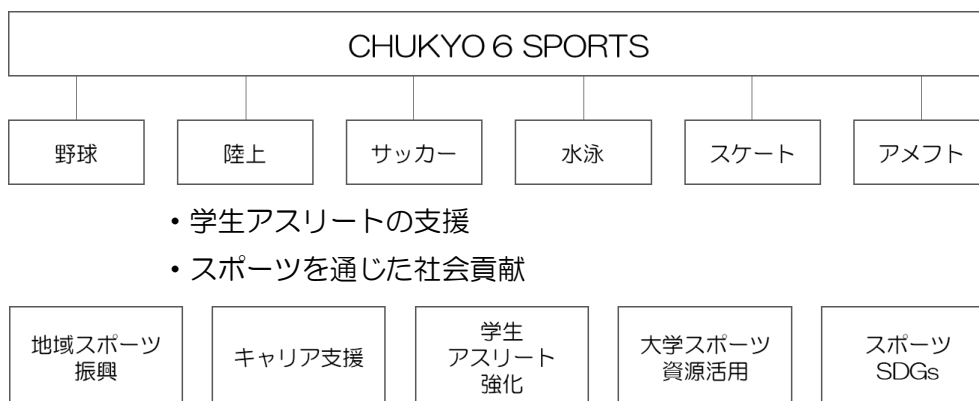 CHUKYO 6 SPORTS
野球
陸上
サッカー
水泳
スケート
アメフト
・学生アスリートの支援
・スポーツを通じた社会貢献
地域スポーツ
振興
キャリア支援
学生
アスリート
強化
大学スポーツ
資源活用
スポーツ
SDGs